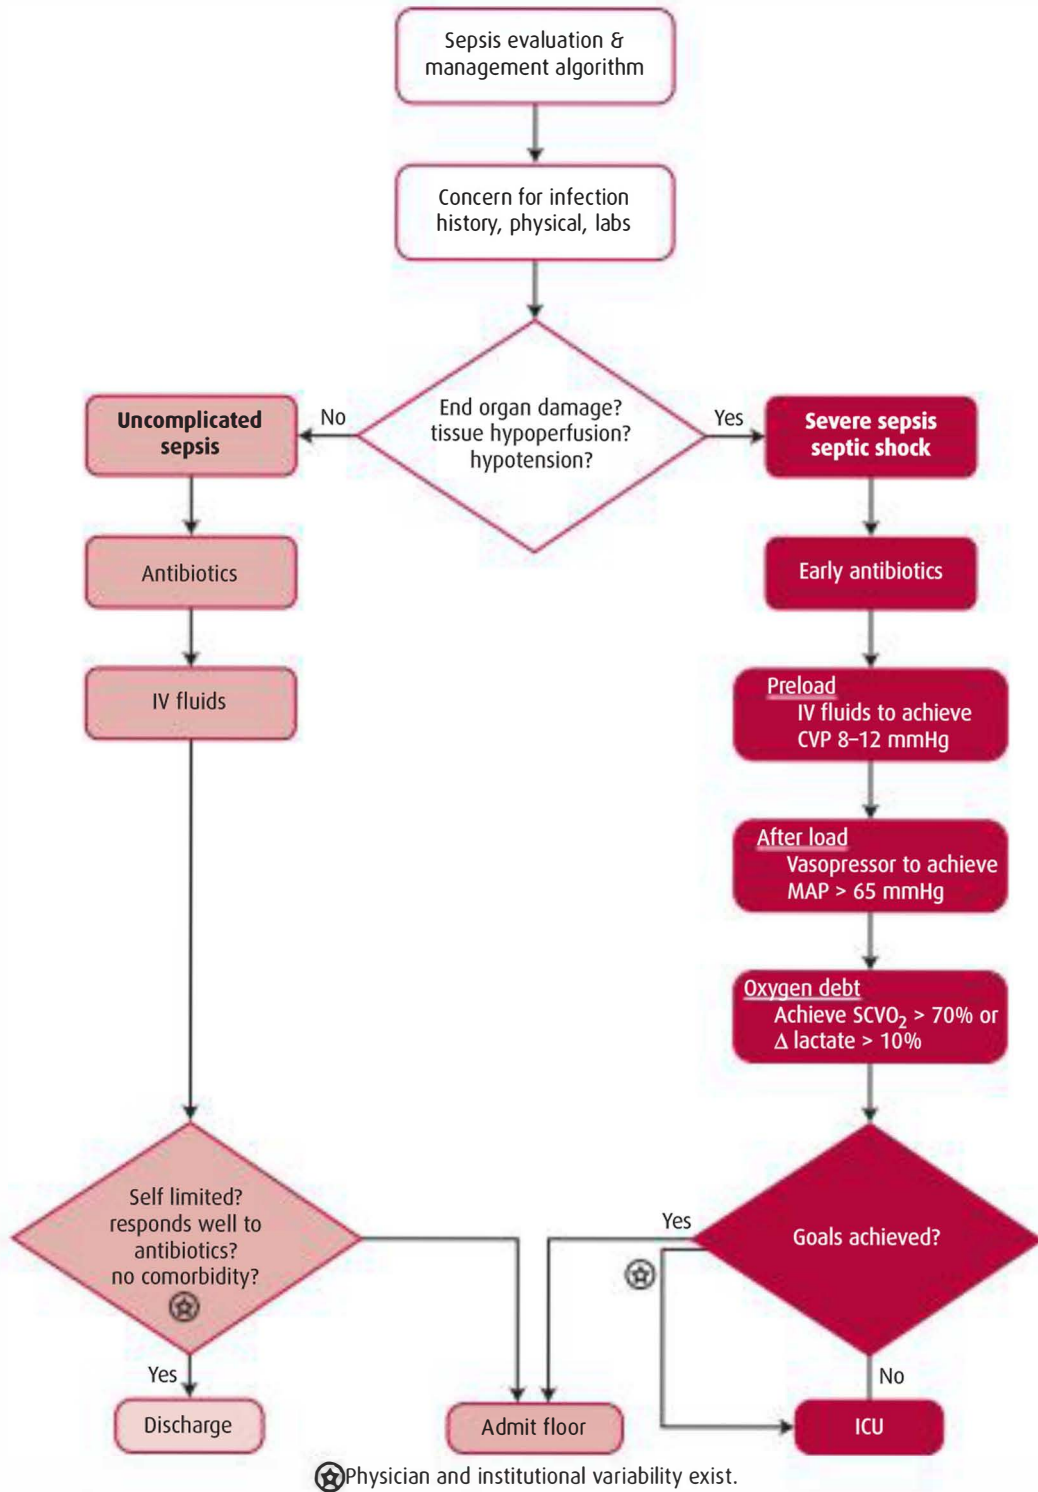 Sepsis evaluation &
management algorithm
Concern for infection
history, physical, labs
End organ damage?
tissue hypoperfusion?
hypotension?
No
Yes
Uncomplicated
sepsis
Severe sepsis
septic shock
Antibiotics
Early antibiotics
IV fluids
Preload
IV fluids to achieve
CVP 8–12 mmHg
After load
Vasopressor to achieve
MAP > 65 mmHg
Oxygen debt
Achieve SCVO₂ > 70% or
Δ lactate > 10%
Self limited?
responds well to
antibiotics?
no comorbidity?
Yes
Goals achieved?
Yes
No
Discharge
Admit floor
ICU
Physician and institutional variability exist.